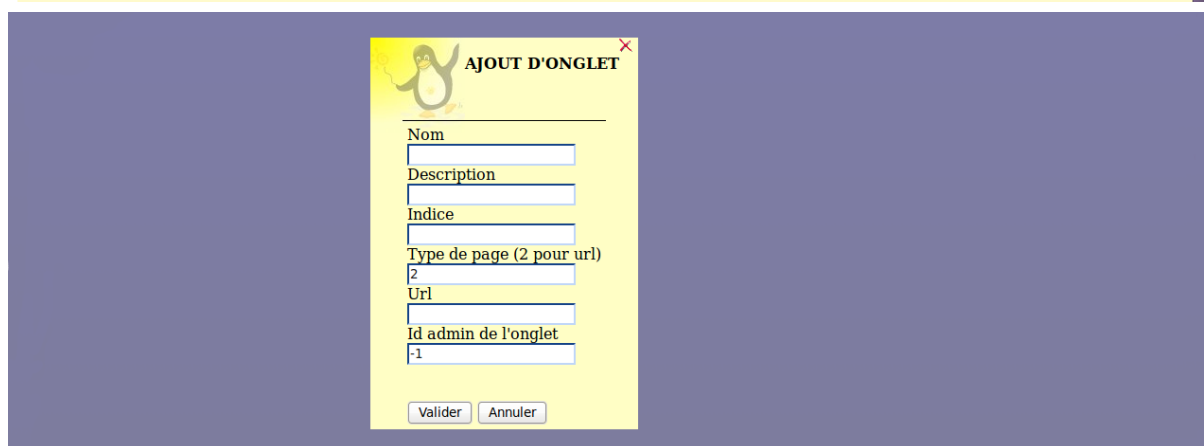 AJOUT D'ONGLET
Nom
Description
Indice
Type de page (2 pour url)
2
Url
Id admin de l'onglet
-1
Valider Annuler